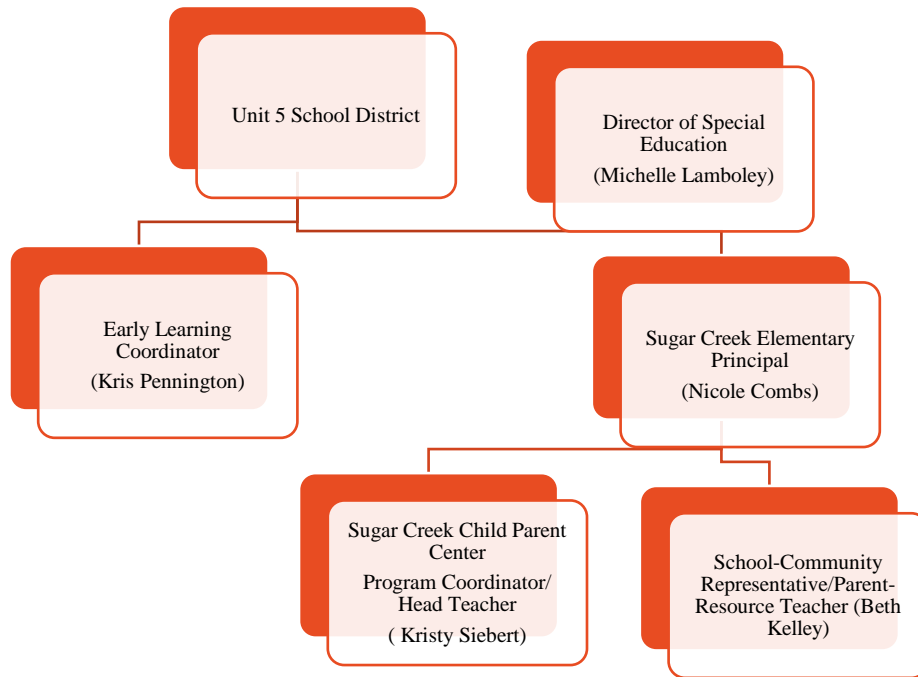 Unit 5 School District
Director of Special
Education
(Michelle Lamboley)
Early Learning
Coordinator
(Kris Pennington)
Sugar Creek Elementary
Principal
(Nicole Combs)
Sugar Creek Child Parent
Center
Program Coordinator/
Head Teacher
( Kristy Siebert)
School-Community
Representative/Parent-
Resource Teacher (Beth
Kelley)